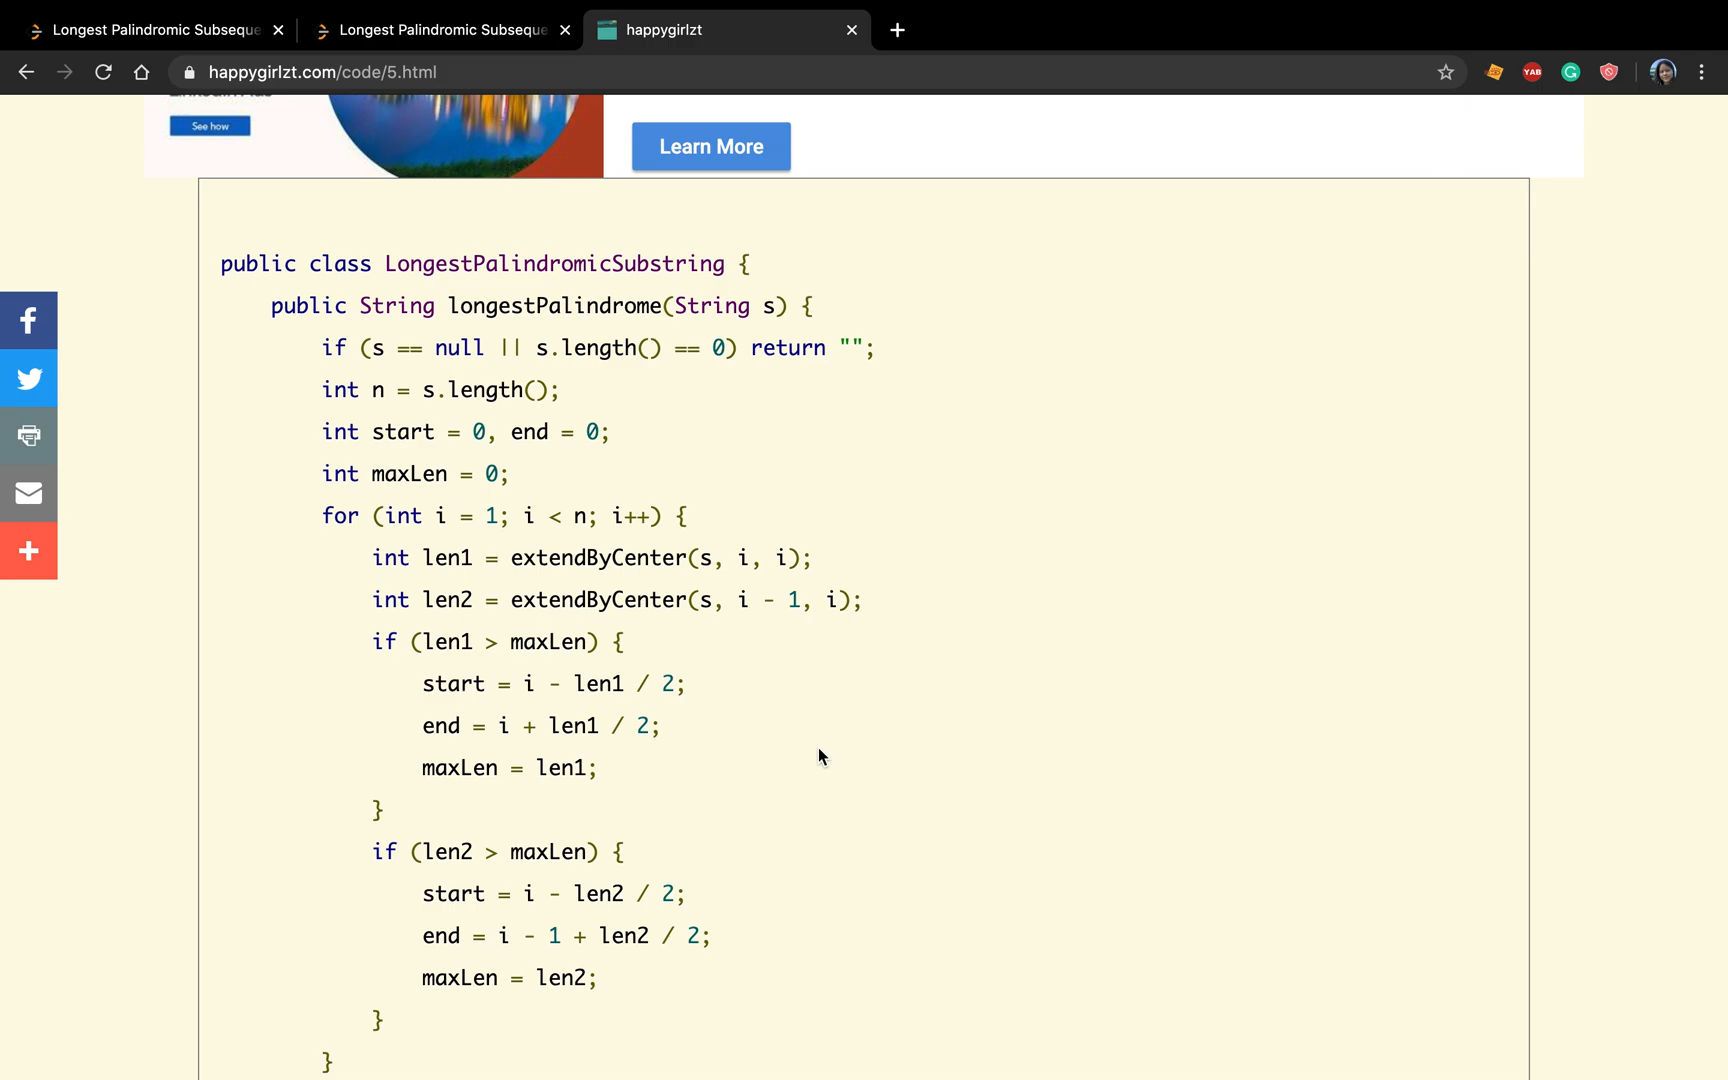 Longest Palindromic Subseque
Longest Palindromic Subseque
happygirlzt
happygirlzt.com/code/5.html
YAB
See how
Learn More
public class LongestPalindromicSubstring {
public String longestPalindrome(String s) {
if (s == null || s.length() == 0) return "";
int n = s.length();
int start = 0, end = 0;
int maxLen = 0;
for (int i = 1; i < n; i++) {
int len1 = extendByCenter(s, i, i);
int len2 = extendByCenter(s, i - 1, i);
if (len1 > maxLen) {
start = i - len1 / 2;
end = i + len1 / 2;
maxLen = len1;
}
if (len2 > maxLen) {
start = i - len2 / 2;
end = i - 1 + len2 / 2;
maxLen = len2;
}
}